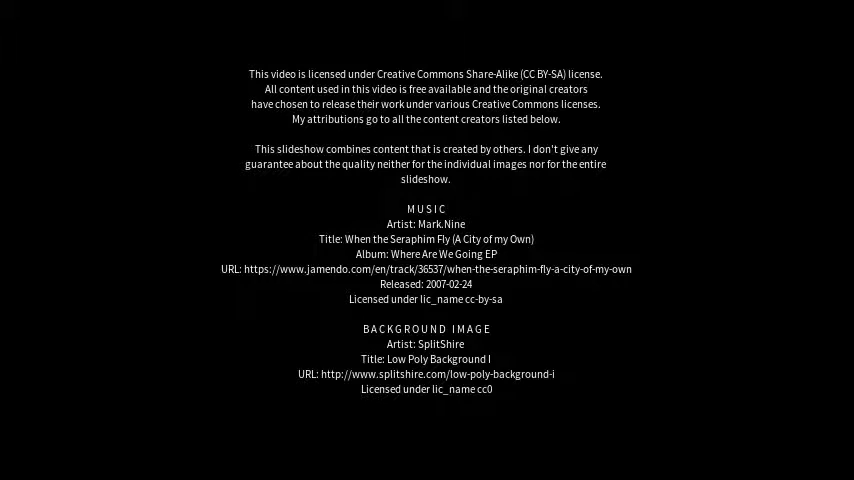 This video is licensed under Creative Commons Share-Alike (CC BY-SA) license.
All content used in this video is free available and the original creators
have chosen to release their work under various Creative Commons licenses.
My attributions go to all the content creators listed below.
This slideshow combines content that is created by others. I don't give any
guarantee about the quality neither for the individual images nor for the entire
slideshow.
MUSIC
Artist: Mark.Nine
Title: When the Seraphim Fly (A City of my Own)
Album: Where Are We Going EP
URL: https://www.jamendo.com/en/track/36537/when-the-seraphim-fly-a-city-of-my-own
Released: 2007-02-24
Licensed under lic_name cc-by-sa
BACKGROUND IMAGE
Artist: SplitShire
Title: Low Poly Background I
URL: http://www.splitshire.com/low-poly-background-i
Licensed under lic_name cc0